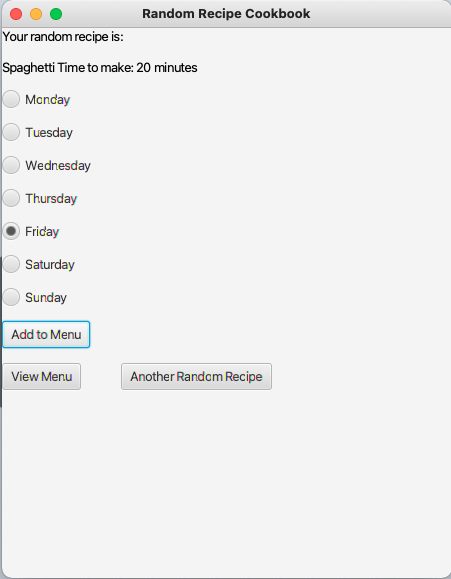 Random Recipe Cookbook
Your random recipe is:
Spaghetti Time to make: 20 minutes
Monday
Tuesday
Wednesday
Thursday
Friday
Saturday
Sunday
Add to Menu
View Menu Another Random Recipe